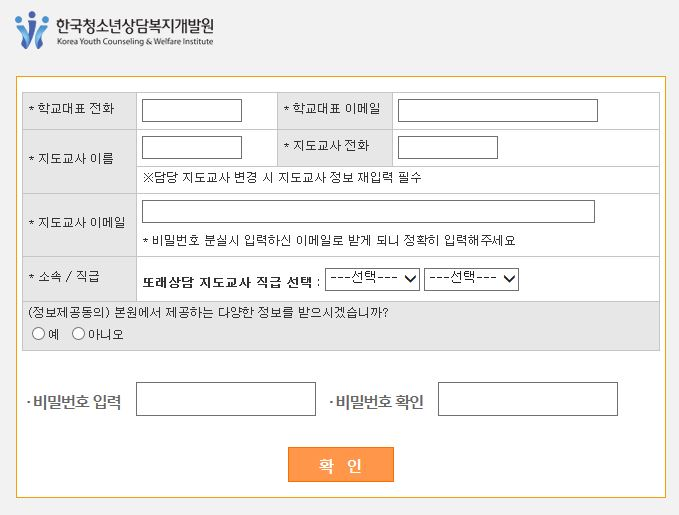 한국청소년상담복지개발원
Korea Youth Counseling & Welfare Institute
* 학교대표 전화
* 학교대표 이메일
* 지도교사 이름
* 지도교사 전화
※담당 지도교사 변경 시 지도교사 정보 재입력 필수
* 지도교사 이메일
* 비밀번호 분실시 입력하신 이메일로 받게 되니 정확히 입력해주세요
* 소속 / 직급
또래상담 지도교사 직급 선택 : ---선택--- ---선택---
(정보제공동의) 본원에서 제공하는 다양한 정보를 받으시겠습니까?
예 아니오
· 비밀번호 입력
· 비밀번호 확인
확 인